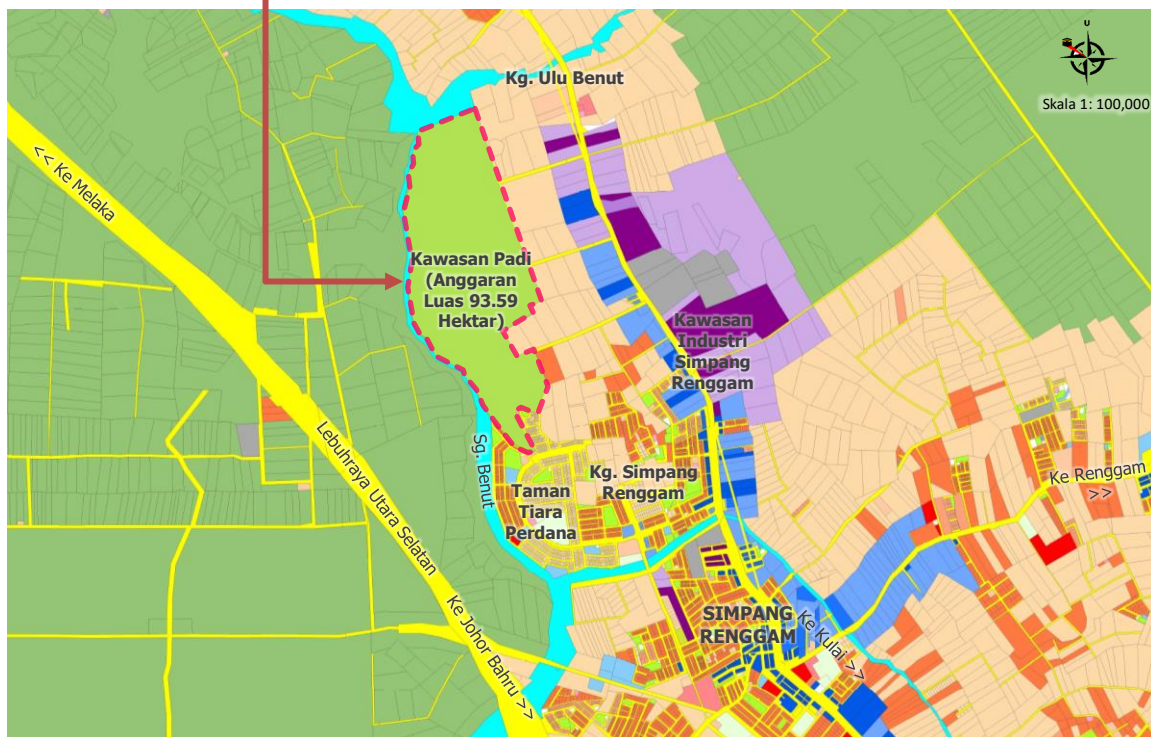 U
Skala 1: 100,000
Kg. Ulu Benut
<< Ke Melaka
Kawasan Padi
(Anggaran
Luas 93.59
Hektar)
Kawasan
Industri
Simpang
Renggam
Lebuhraya Utara Selatan
Sg. Benut
Kg. Simpang
Renggam
Ke Renggam
>>
Taman
Tiara
Perdana
SIMPANG
RENGGAM
Ke Kulai >>
Ke Johor Bahru >>